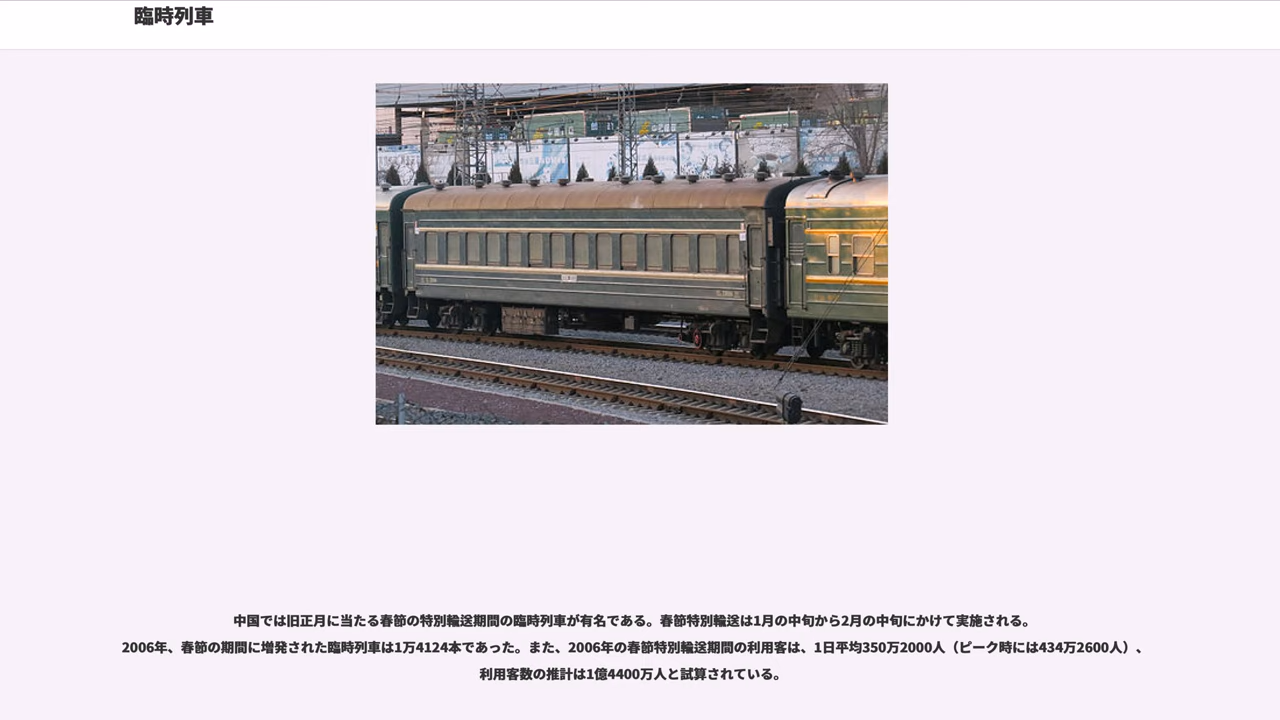 臨時列車
中国では旧正月に当たる春節の特別輸送期間の臨時列車が有名である。春節特別輸送は1月の中旬から2月の中旬にかけて実施される。
2006年、春節の期間に増発された臨時列車は1万4124本であった。また、2006年の春節特別輸送期間の利用客は、1日平均350万2000人（ピーク時には434万2600人）、
利用客数の推計は1億4400万人と試算されている。